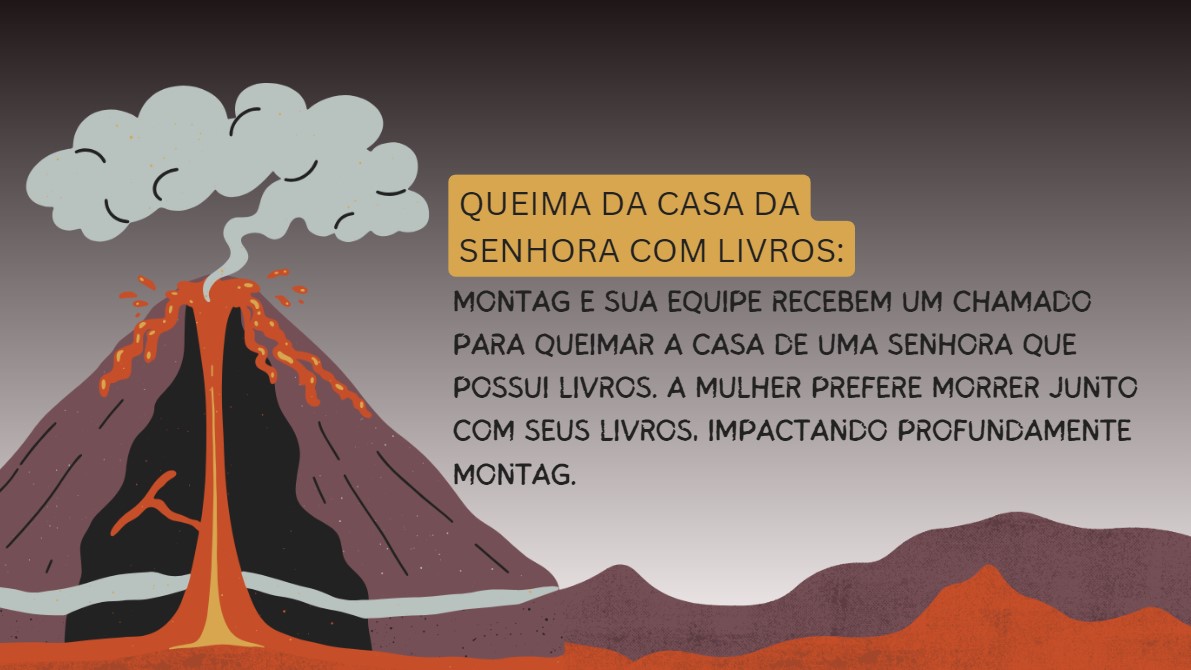 QUEIMA DA CASA DA
SENHORA COM LIVROS:
MONTAG E SUA EQUIPE RECEBEM UM CHAMADO
PARA QUEIMAR A CASA DE UMA SENHORA QUE
POSSUI LIVROS. A MULHER PREFERE MORRER JUNTO
COM SEUS LIVROS, IMPACTANDO PROFUNDAMENTE
MONTAG.